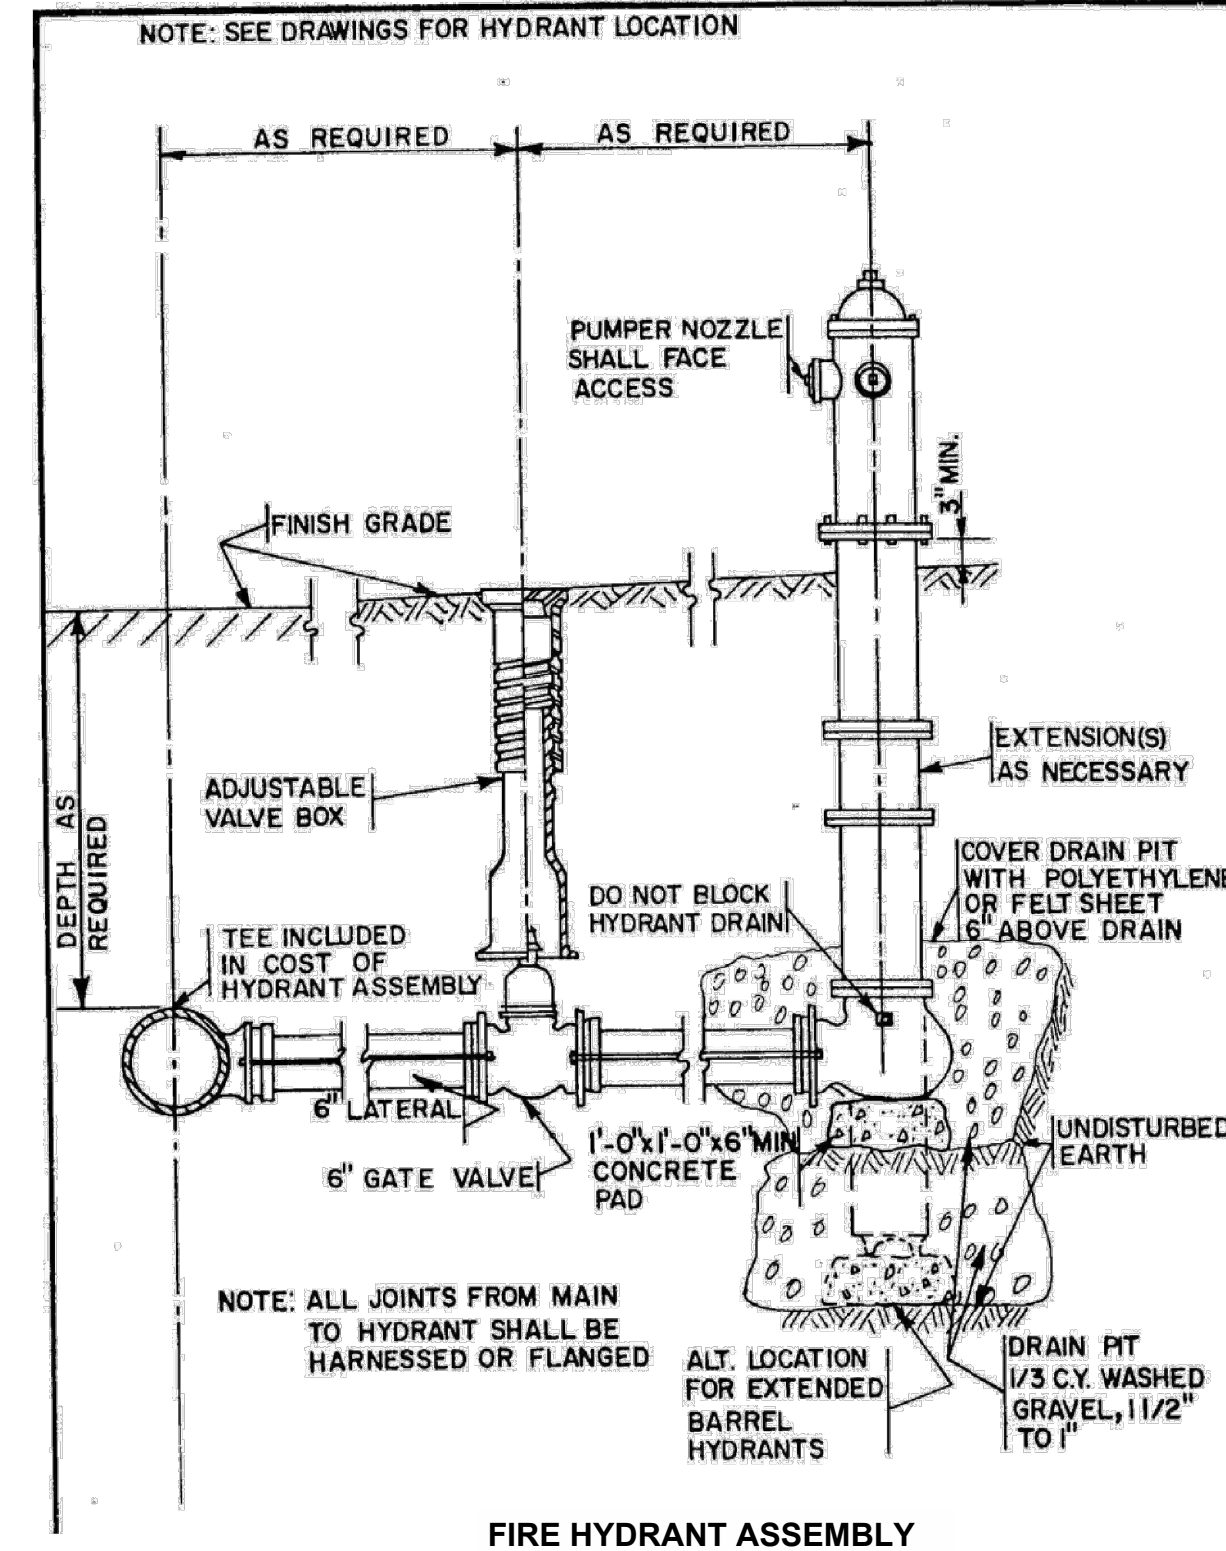 NOTE: SEE DRAWINGS FOR HYDRANT LOCATION
AS REQUIRED
AS REQUIRED
PUMPER NOZZLE
SHALL FACE
ACCESS
3" MIN.
FINISH GRADE
EXTENSION(S)
AS NECESSARY
ADJUSTABLE
VALVE BOX
DEPTH AS
REQUIRED
COVER DRAIN PIT
WITH POLYETHYLENE
OR FELT SHEET
6" ABOVE DRAIN
DO NOT BLOCK
HYDRANT DRAIN
TEE INCLUDED
IN COST OF
HYDRANT ASSEMBLY
6" LATERAL
1'-0"x1'-0"x6" MIN
CONCRETE
PAD
UNDISTURBED
EARTH
6" GATE VALVE
NOTE: ALL JOINTS FROM MAIN
TO HYDRANT SHALL BE
HARNESSED OR FLANGED
ALT. LOCATION
FOR EXTENDED
BARREL
HYDRANTS
DRAIN PIT
1/3 C.Y. WASHED
GRAVEL, 1 1/2"
TO 1"
FIRE HYDRANT ASSEMBLY